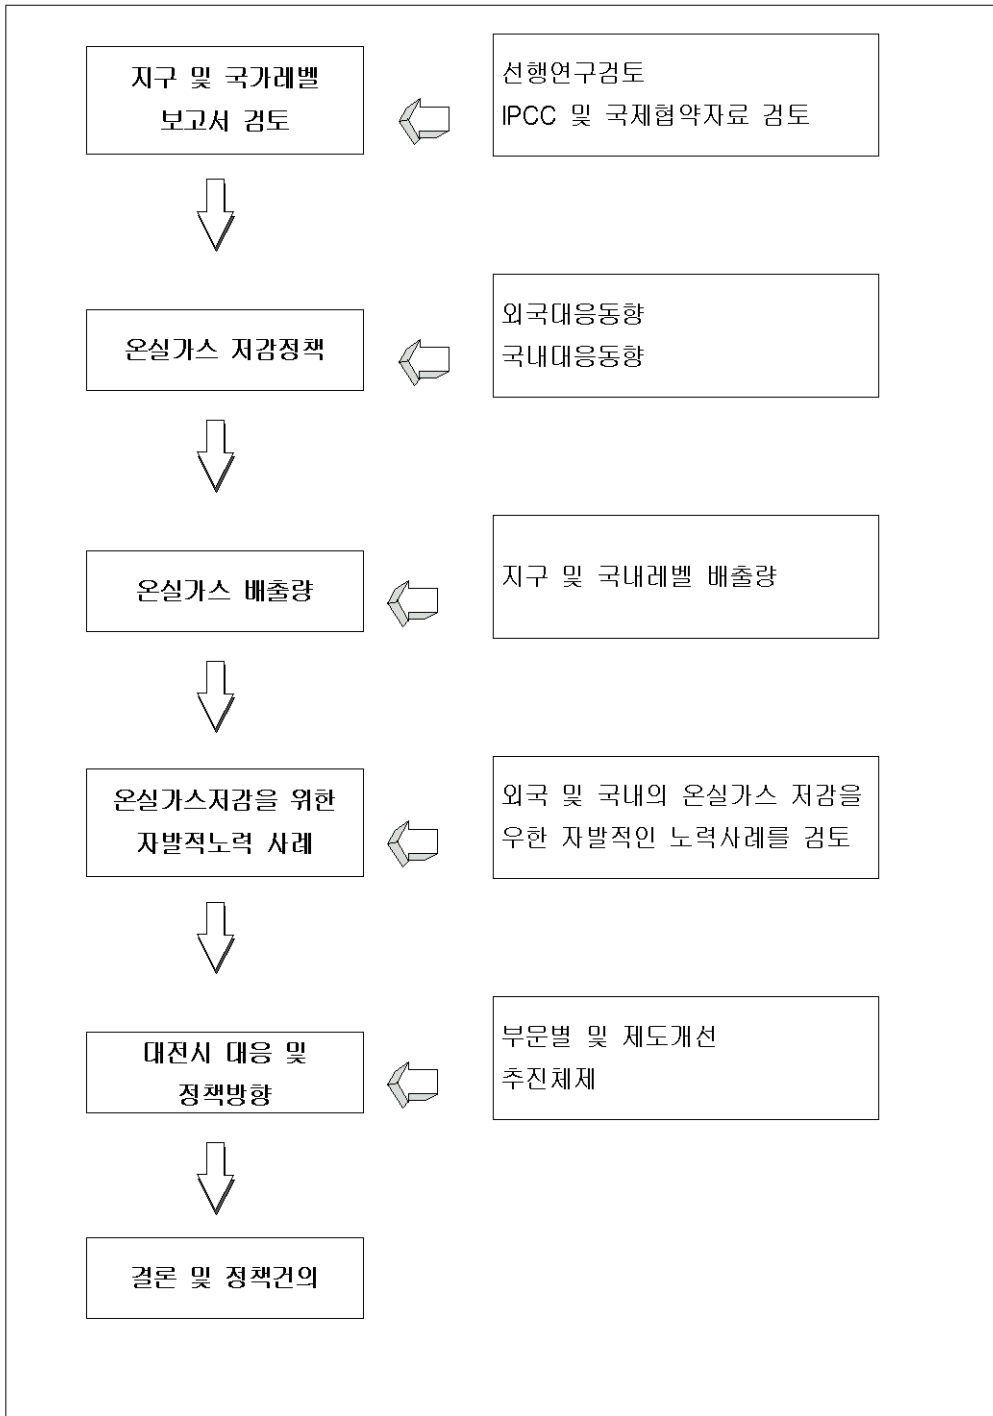 지구 및 국가레벨
보고서 검토
선행연구검토
IPCC 및 국제협약자료 검토
온실가스 저감정책
외국대응동향
국내대응동향
온실가스 배출량
지구 및 국내레벨 배출량
온실가스저감을 위한
자발적노력 사례
외국 및 국내의 온실가스 저감을
우한 자발적인 노력사례를 검토
대전시 대응 및
정책방향
부문별 및 제도개선
추진체제
결론 및 정책건의